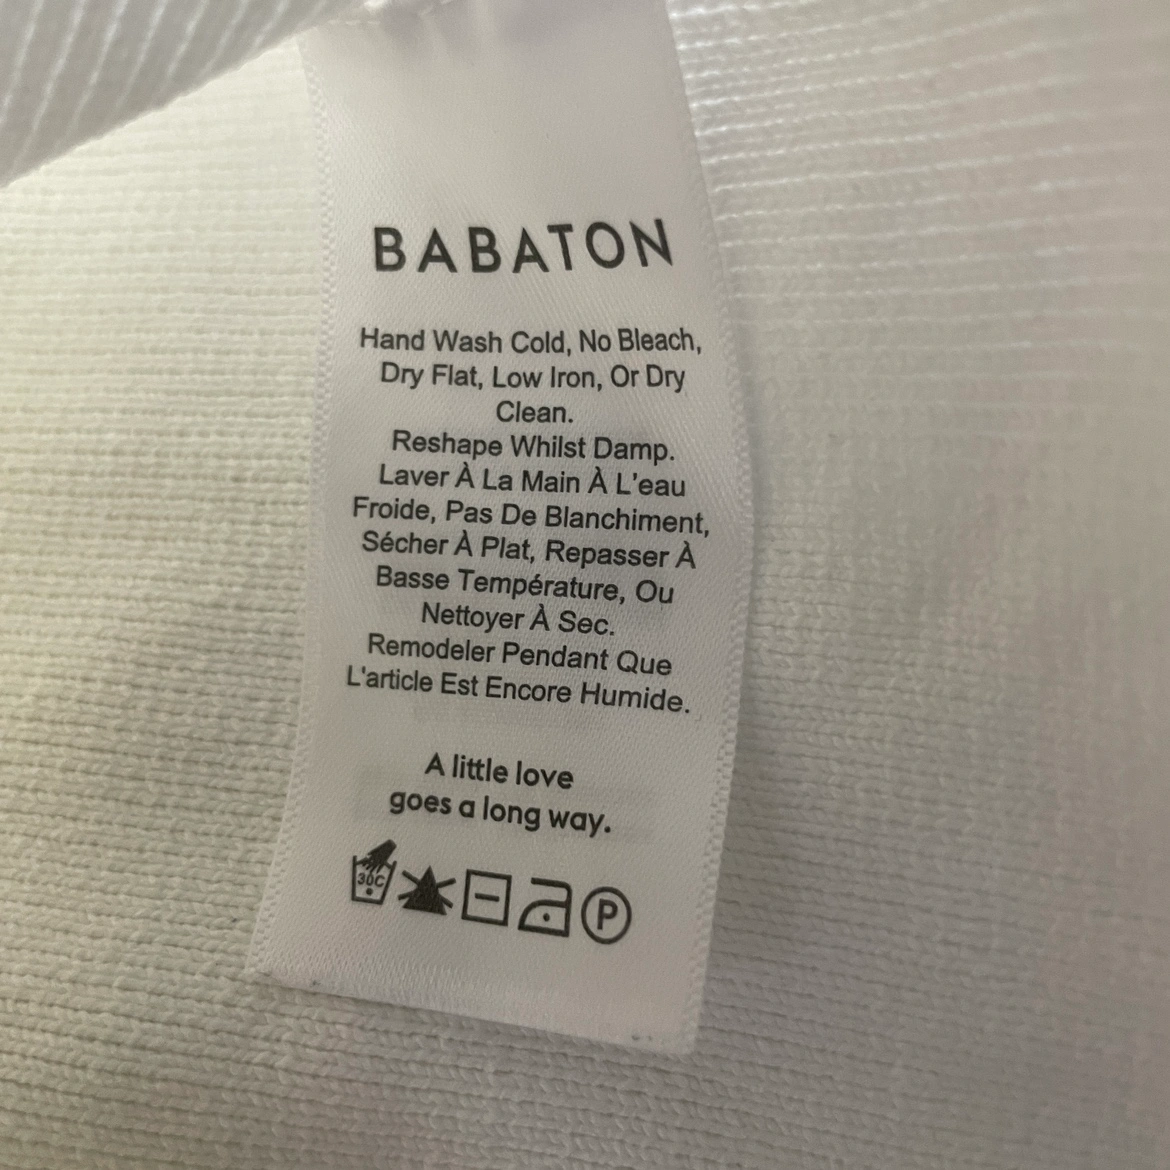 BABATON
Hand Wash Cold, No Bleach,
Dry Flat, Low Iron, Or Dry
Clean.
Reshape Whilst Damp.
Laver À La Main À L'eau
Froide, Pas De Blanchiment,
Sécher À Plat, Repasser À
Basse Température, Ou
Nettoyer À Sec.
Remodeler Pendant Que
L'article Est Encore Humide.
A little love
goes a long way.
30C P